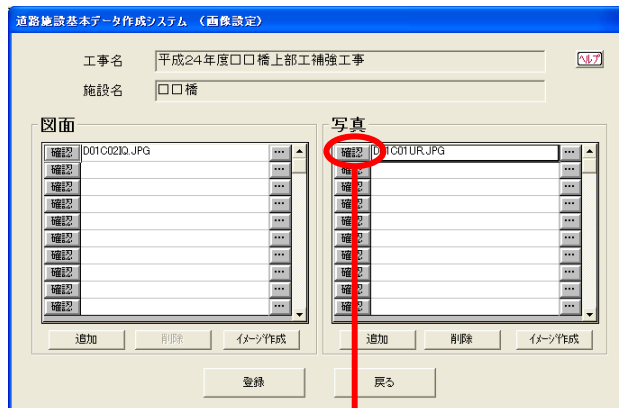 道路施設基本データ作成システム （画像設定）
工事名 平成24年度口口橋上部工補強工事 ヘルプ
施設名 口口橋
図面
確認 D01C02IQ.JPG ...
確認 ...
確認 ...
確認 ...
確認 ...
確認 ...
確認 ...
確認 ...
確認 ...
確認 ...
追加 削除 イメージ作成
写真
確認 D01C01UR.JPG ...
確認 ...
確認 ...
確認 ...
確認 ...
確認 ...
確認 ...
確認 ...
確認 ...
確認 ...
追加 削除 イメージ作成
登録 戻る